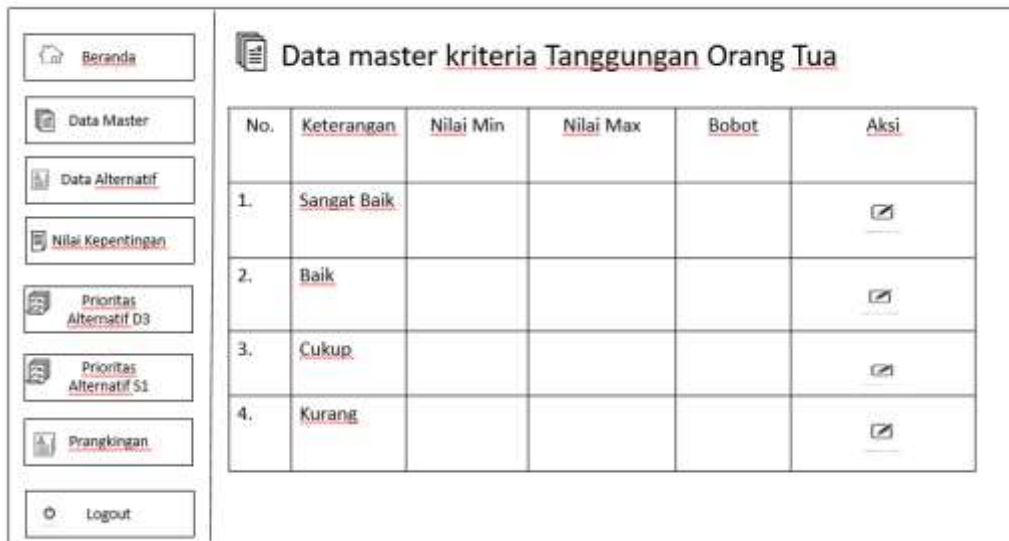 Beranda
Data Master
Data Alternatif
Nilai Kepentingan
Prioritas
Alternatif D3
Prioritas
Alternatif S1
Prangkingan
Logout
Data master kriteria Tanggungan Orang Tua
No. Keterangan Nilai Min Nilai Max Bobot Aksi
1. Sangat Baik
2. Baik
3. Cukup
4. Kurang